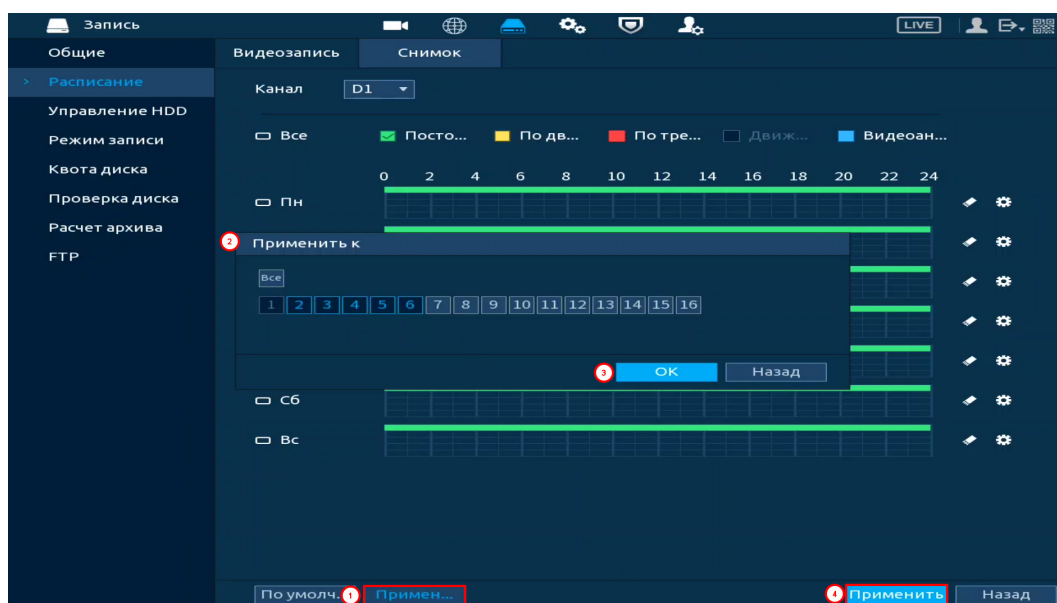 Запись
LIVE
Общие
Расписание
Управление HDD
Режим записи
Квота диска
Проверка диска
Расчет архива
FTP
Видеозапись Снимок
Канал D1
Все Посто... По дв... По тре... Движ... Видеоан...
0 2 4 6 8 10 12 14 16 18 20 22 24
Пн
2 Применить к
Все
1 2 3 4 5 6 7 8 9 10 11 12 13 14 15 16
3 OK Назад
Сб
Вс
По умолч. 1 Примен... 4 Применить Назад